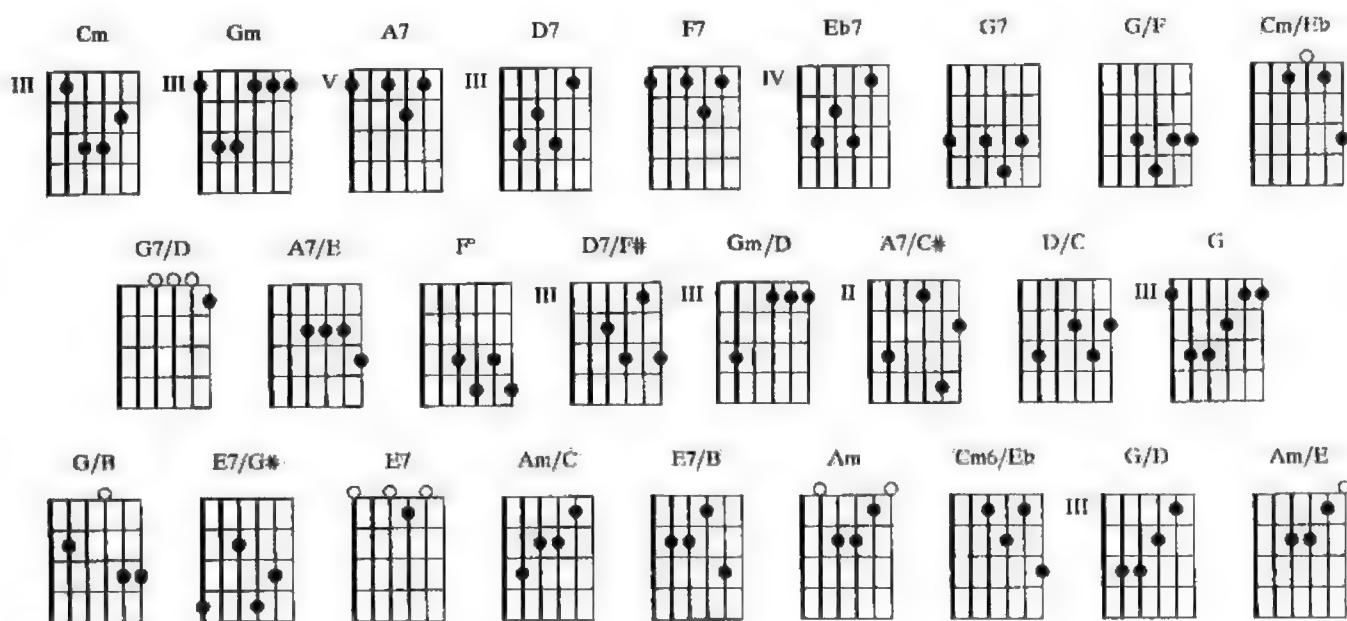 Cm Gm A7 D7 F7 Eb7 G7 G/F Cm/Eb
III III V III IV
G7/D A7/E F° D7/F# Gm/D A7/C# D/C G
III III II III
G/B E7/G# E7 Am/C E7/B Am Cm6/Eb G/D Am/E
III